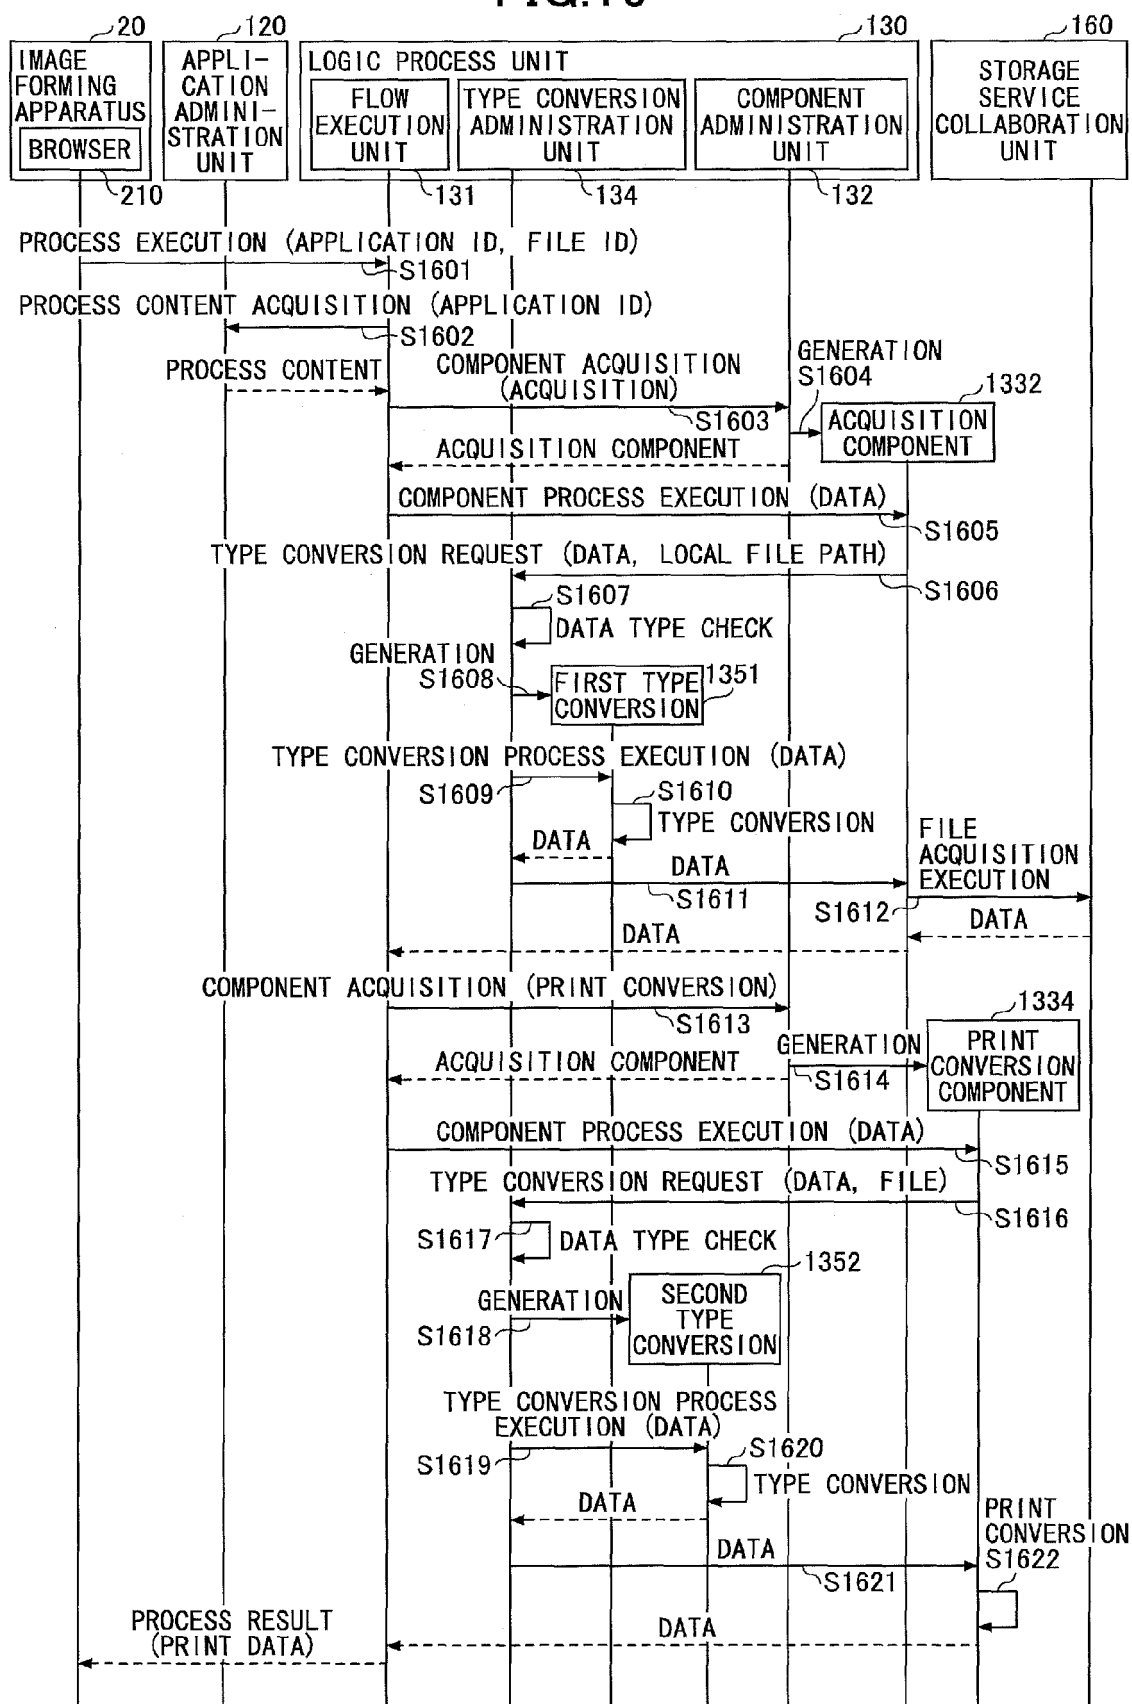 20
120
130
160
IMAGE
FORMING
APPARATUS
BROWSER
210
APPLI-
CATION
ADMINI-
STRATION
UNIT
LOGIC PROCESS UNIT
FLOW
EXECUTION
UNIT
131
TYPE CONVERSION
ADMINISTRATION
UNIT
134
COMPONENT
ADMINISTRATION
UNIT
132
STORAGE
SERVICE
COLLABORATION
UNIT
PROCESS EXECUTION (APPLICATION ID, FILE ID)
S1601
PROCESS CONTENT ACQUISITION (APPLICATION ID)
S1602
PROCESS CONTENT
COMPONENT ACQUISITION
(ACQUISITION)
S1603
GENERATION
S1604
1332
ACQUISITION
COMPONENT
ACQUISITION COMPONENT
COMPONENT PROCESS EXECUTION (DATA)
S1605
TYPE CONVERSION REQUEST (DATA, LOCAL FILE PATH)
S1606
S1607
DATA TYPE CHECK
GENERATION
S1608
FIRST TYPE
CONVERSION
1351
TYPE CONVERSION PROCESS EXECUTION (DATA)
S1609
S1610
TYPE CONVERSION
DATA
DATA
S1611
FILE
ACQUISITION
EXECUTION
S1612
DATA
DATA
COMPONENT ACQUISITION (PRINT CONVERSION)
S1613
1334
GENERATION
S1614
PRINT
CONVERSION
COMPONENT
ACQUISITION COMPONENT
COMPONENT PROCESS EXECUTION (DATA)
S1615
TYPE CONVERSION REQUEST (DATA, FILE)
S1616
S1617
DATA TYPE CHECK
1352
GENERATION
S1618
SECOND
TYPE
CONVERSION
TYPE CONVERSION PROCESS
EXECUTION (DATA)
S1619
S1620
TYPE CONVERSION
DATA
DATA
S1621
PRINT
CONVERSION
S1622
DATA
PROCESS RESULT
(PRINT DATA)